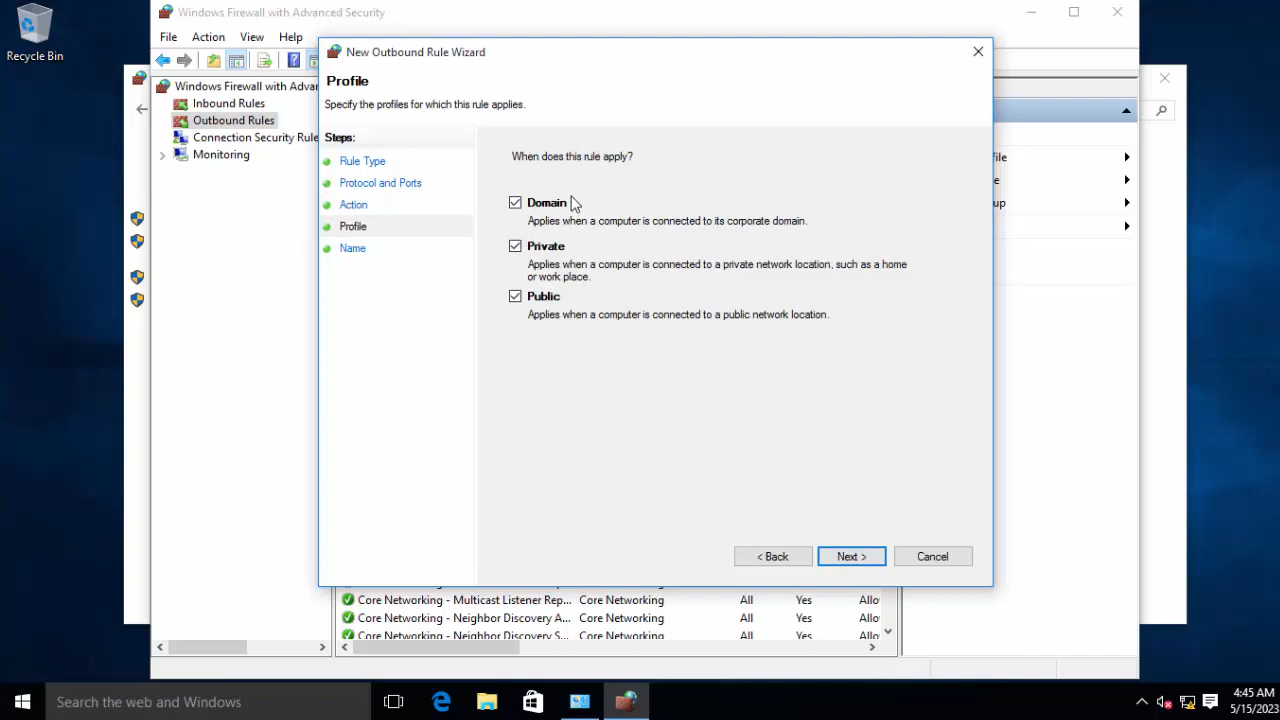 Recycle Bin
Windows Firewall with Advanced Security
File Action View Help
Windows Firewall with Advan
Inbound Rules
Outbound Rules
Connection Security Rule
Monitoring
New Outbound Rule Wizard
Profile
Specify the profiles for which this rule applies.
Steps:
Rule Type
Protocol and Ports
Action
Profile
Name
When does this rule apply?
Domain
Applies when a computer is connected to its corporate domain.
Private
Applies when a computer is connected to a private network location, such as a home
or work place.
Public
Applies when a computer is connected to a public network location.
< Back Next > Cancel
file
e
up
Core Networking - Multicast Listener Rep... Core Networking All Yes Allo
Core Networking - Neighbor Discovery A... Core Networking All Yes Allo
Core Networking - Neighbor Discovery S... Core Networking All Yes Allo
Search the web and Windows
4:45 AM
5/15/2023